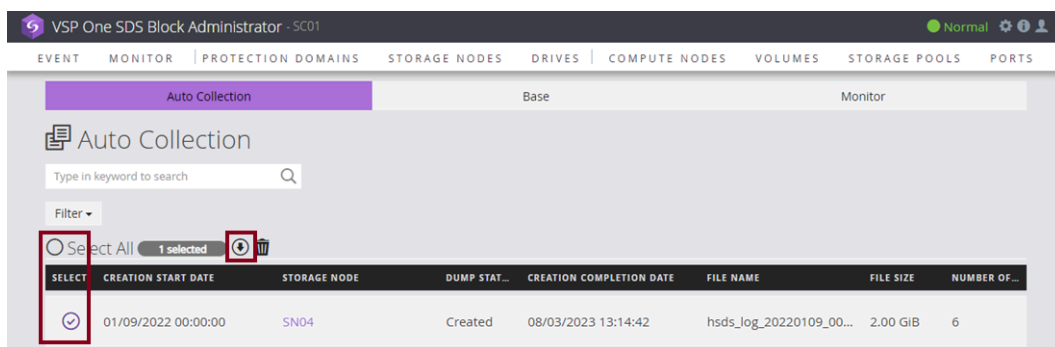 VSP One SDS Block Administrator - SC01 Normal
EVENT MONITOR PROTECTION DOMAINS STORAGE NODES DRIVES COMPUTE NODES VOLUMES STORAGE POOLS PORTS
Auto Collection Base Monitor
Auto Collection
Type in keyword to search
Filter
Select All 1 selected
SELECT CREATION START DATE STORAGE NODE DUMP STAT... CREATION COMPLETION DATE FILE NAME FILE SIZE NUMBER OF...
01/09/2022 00:00:00 SN04 Created 08/03/2023 13:14:42 hsds_log_20220109_00... 2.00 GiB 6